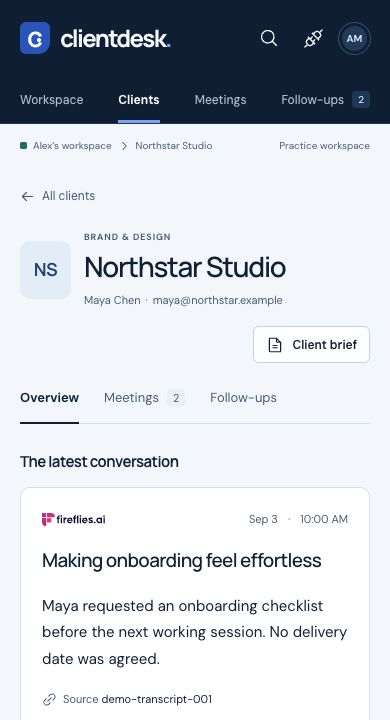 clientdesk.
AM
Workspace
Clients
Meetings
Follow-ups 2
Alex's workspace > Northstar Studio
Practice workspace
← All clients
BRAND & DESIGN
NS
Northstar Studio
Maya Chen · maya@northstar.example
Client brief
Overview
Meetings 2
Follow-ups
The latest conversation
fireflies.ai
Sep 3 · 10:00 AM
Making onboarding feel effortless
Maya requested an onboarding checklist
before the next working session. No delivery
date was agreed.
Source demo-transcript-001